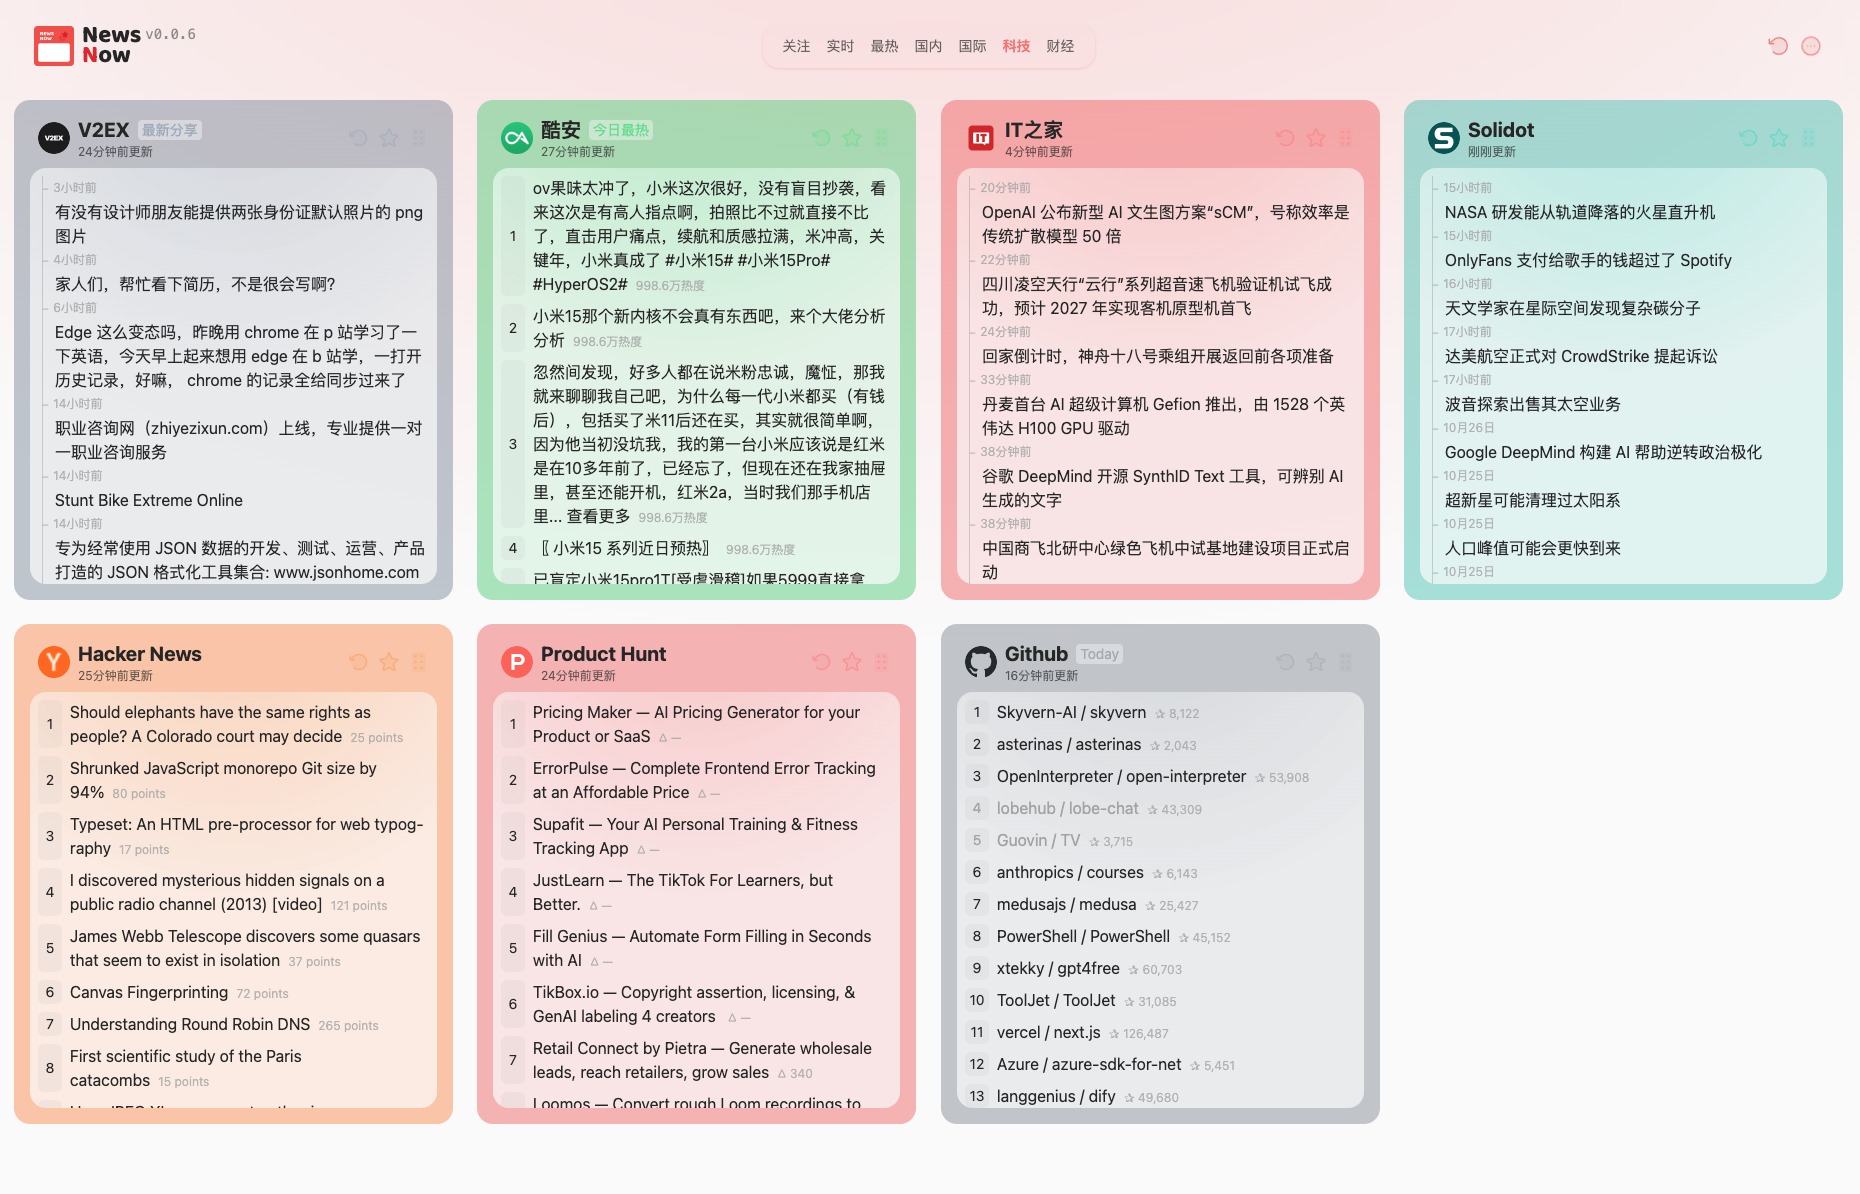 NEWS
NOW
News
Now
v0.0.6
关注 实时 最热 国内 国际 科技 财经
V2EX
V2EX 最新分享
24分钟前更新
3小时前
有没有设计师朋友能提供两张身份证默认照片的 png
图片
4小时前
家人们，帮忙看下简历，不是很会写啊?
6小时前
Edge 这么变态吗，昨晚用 chrome 在 p 站学习了一
下英语，今天早上起来想用 edge 在 b 站学，一打开
历史记录，好嘛， chrome 的记录全给同步过来了
14小时前
职业咨询网（zhiyezixun.com）上线，专业提供一对
一职业咨询服务
14小时前
Stunt Bike Extreme Online
14小时前
专为经常使用 JSON 数据的开发、测试、运营、产品
打造的 JSON 格式化工具集合: www.jsonhome.com
酷安 今日最热
27分钟前更新
1
ov果味太冲了，小米这次很好，没有盲目抄袭，看
来这次是有高人指点啊，拍照比不过就直接不比
了，直击用户痛点，续航和质感拉满，米冲高，关
键年，小米真成了 #小米15# #小米15Pro#
#HyperOS2# 998.6万热度
2
小米15那个新内核不会真有东西吧，来个大佬分析
分析 998.6万热度
3
忽然间发现，好多人都在说米粉忠诚，魔怔，那我
就来聊聊我自己吧，为什么每一代小米都买（有钱
后），包括买了米11后还在买，其实就很简单啊，
因为他当初没坑我，我的第一台小米应该说是红米
是在10多年前了，已经忘了，但现在还在我家抽屉
里，甚至还能开机，红米2a，当时我们那手机店
里... 查看更多 998.6万热度
4 〖 小米15 系列近日预热〗 998.6万热度
已盲定小米15pro1T[受虐滑稽]如果5999直接拿
IT
IT之家
4分钟前更新
20分钟前
OpenAI 公布新型 AI 文生图方案“sCM”，号称效率是
传统扩散模型 50 倍
22分钟前
四川凌空天行“云行”系列超音速飞机验证机试飞成
功，预计 2027 年实现客机原型机首飞
24分钟前
回家倒计时，神舟十八号乘组开展返回前各项准备
33分钟前
丹麦首台 AI 超级计算机 Gefion 推出，由 1528 个英
伟达 H100 GPU 驱动
38分钟前
谷歌 DeepMind 开源 SynthID Text 工具，可辨别 AI
生成的文字
38分钟前
中国商飞北研中心绿色飞机中试基地建设项目正式启
动
S
Solidot
刚刚更新
15小时前
NASA 研发能从轨道降落的火星直升机
15小时前
OnlyFans 支付给歌手的钱超过了 Spotify
16小时前
天文学家在星际空间发现复杂碳分子
17小时前
达美航空正式对 CrowdStrike 提起诉讼
17小时前
波音探索出售其太空业务
10月26日
Google DeepMind 构建 AI 帮助逆转政治极化
10月25日
超新星可能清理过太阳系
10月25日
人口峰值可能会更快到来
10月25日
Y
Hacker News
25分钟前更新
1
Should elephants have the same rights as
people? A Colorado court may decide 25 points
2
Shrunked JavaScript monorepo Git size by
94% 80 points
3
Typeset: An HTML pre-processor for web typog-
raphy 17 points
4
I discovered mysterious hidden signals on a
public radio channel (2013) [video] 121 points
5
James Webb Telescope discovers some quasars
that seem to exist in isolation 37 points
6 Canvas Fingerprinting 72 points
7 Understanding Round Robin DNS 265 points
8
First scientific study of the Paris
catacombs 15 points
P
Product Hunt
24分钟前更新
1
Pricing Maker — AI Pricing Generator for your
Product or SaaS ∆ —
2
ErrorPulse — Complete Frontend Error Tracking
at an Affordable Price ∆ —
3
Supafit — Your AI Personal Training & Fitness
Tracking App ∆ —
4
JustLearn — The TikTok For Learners, but
Better. ∆ —
5
Fill Genius — Automate Form Filling in Seconds
with AI ∆ —
6
TikBox.io — Copyright assertion, licensing, &
GenAI labeling 4 creators ∆ —
7
Retail Connect by Pietra — Generate wholesale
leads, reach retailers, grow sales ∆ 340
Loomos — Convert rough Loom recordings to
Github Today
16分钟前更新
1 Skyvern-AI / skyvern ✰ 8,122
2 asterinas / asterinas ✰ 2,043
3 OpenInterpreter / open-interpreter ✰ 53,908
4 lobehub / lobe-chat ✰ 43,309
5 Guovin / TV ✰ 3,715
6 anthropics / courses ✰ 6,143
7 medusajs / medusa ✰ 25,427
8 PowerShell / PowerShell ✰ 45,152
9 xtekky / gpt4free ✰ 60,703
10 ToolJet / ToolJet ✰ 31,085
11 vercel / next.js ✰ 126,487
12 Azure / azure-sdk-for-net ✰ 5,451
13 langgenius / dify ✰ 49,680